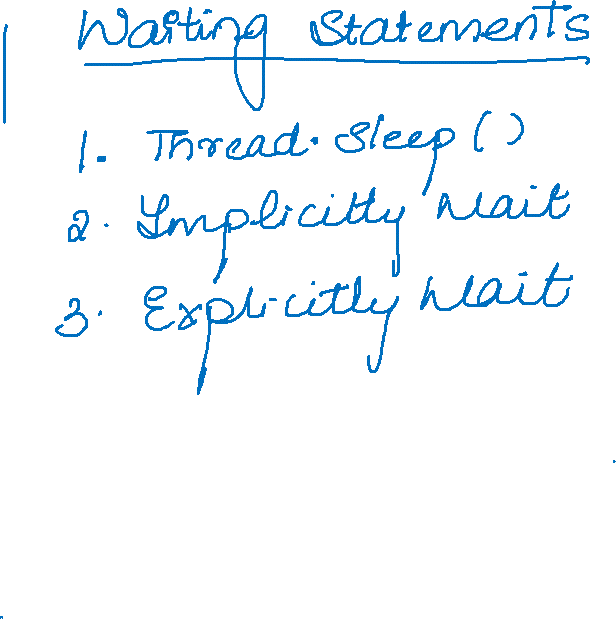 Waiting Statements
1. Thread.Sleep()
2. Implicitly Wait
3. Explicitly Wait